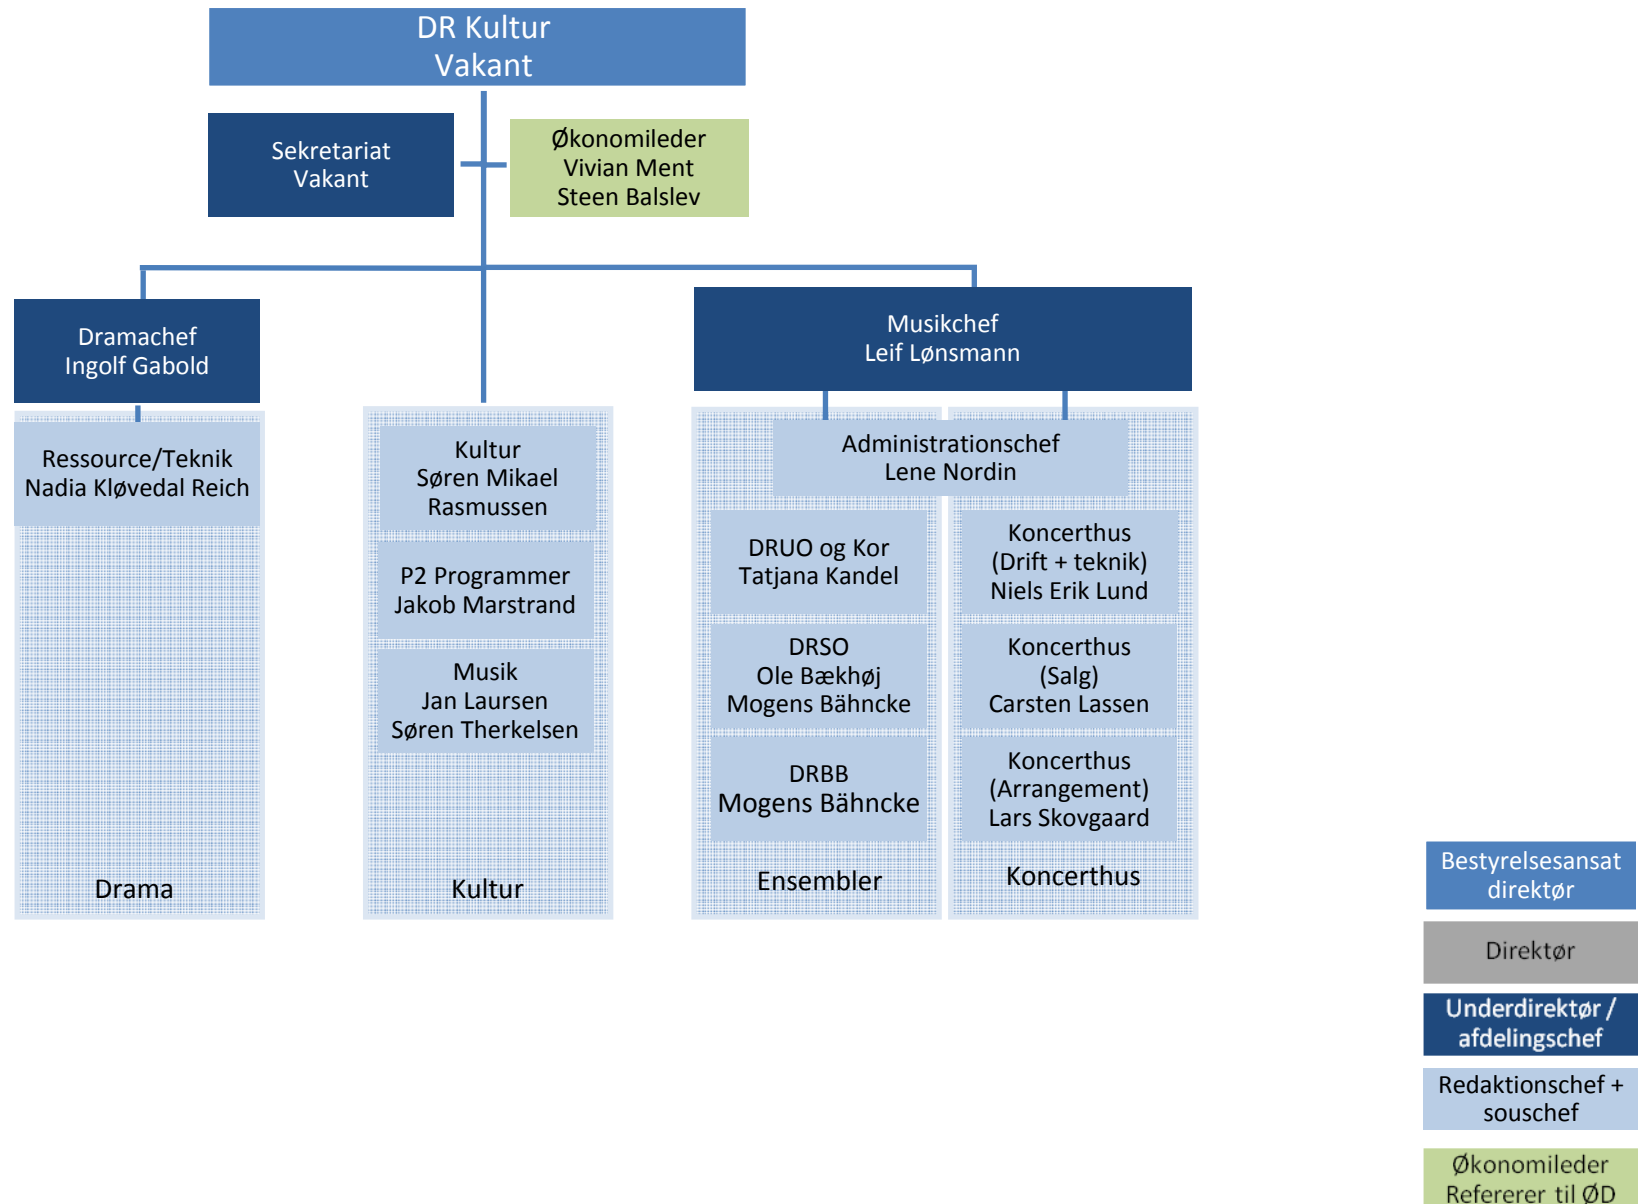 DR Kultur
Vakant
Sekretariat
Vakant
Økonomileder
Vivian Ment
Steen Balslev
Dramachef
Ingolf Gabold
Musikchef
Leif Lønsmann
Ressource/Teknik
Nadia Kløvedal Reich
Drama
Kultur
Søren Mikael
Rasmussen
P2 Programmer
Jakob Marstrand
Musik
Jan Laursen
Søren Therkelsen
Kultur
Administrationschef
Lene Nordin
DRUO og Kor
Tatjana Kandel
DRSO
Ole Bækhøj
Mogens Bähncke
DRBB
Mogens Bähncke
Ensembler
Koncerthus
(Drift + teknik)
Niels Erik Lund
Koncerthus
(Salg)
Carsten Lassen
Koncerthus
(Arrangement)
Lars Skovgaard
Koncerthus
Bestyrelsesansat
direktør
Direktør
Underdirektør /
afdelingschef
Redaktionschef +
souschef
Økonomileder
Refererer til ØD